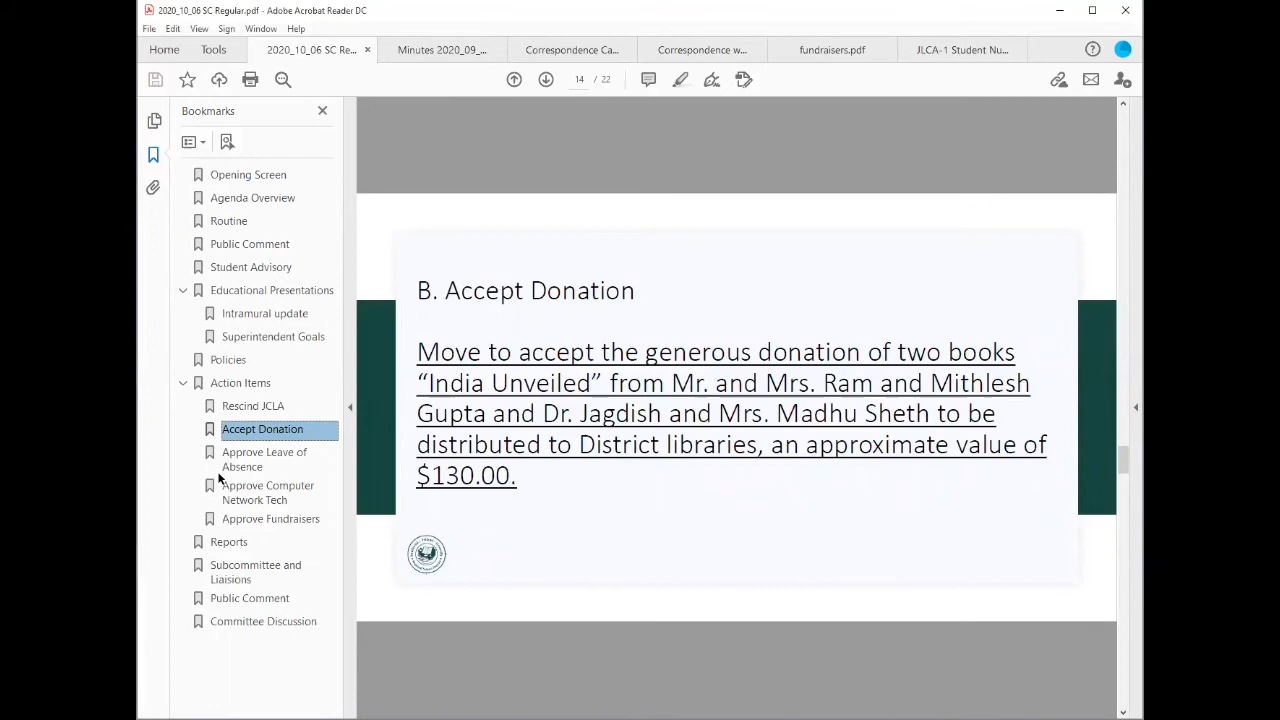 2020_10_06 SC Regular.pdf - Adobe Acrobat Reader DC
File Edit View Sign Window Help
Home Tools 2020_10_06 SC Re... × Minutes 2020_09_... Correspondence Ca... Correspondence w... fundraisers.pdf JLCA-1 Student Nu...
14 / 22
Bookmarks
Opening Screen
Agenda Overview
Routine
Public Comment
Student Advisory
Educational Presentations
Intramural update
Superintendent Goals
Policies
Action Items
Rescind JCLA
Accept Donation
Approve Leave of
Absence
Approve Computer
Network Tech
Approve Fundraisers
Reports
Subcommittee and
Liaisions
Public Comment
Committee Discussion
B. Accept Donation
Move to accept the generous donation of two books
“India Unveiled” from Mr. and Mrs. Ram and Mithlesh
Gupta and Dr. Jagdish and Mrs. Madhu Sheth to be
distributed to District libraries, an approximate value of
$130.00.